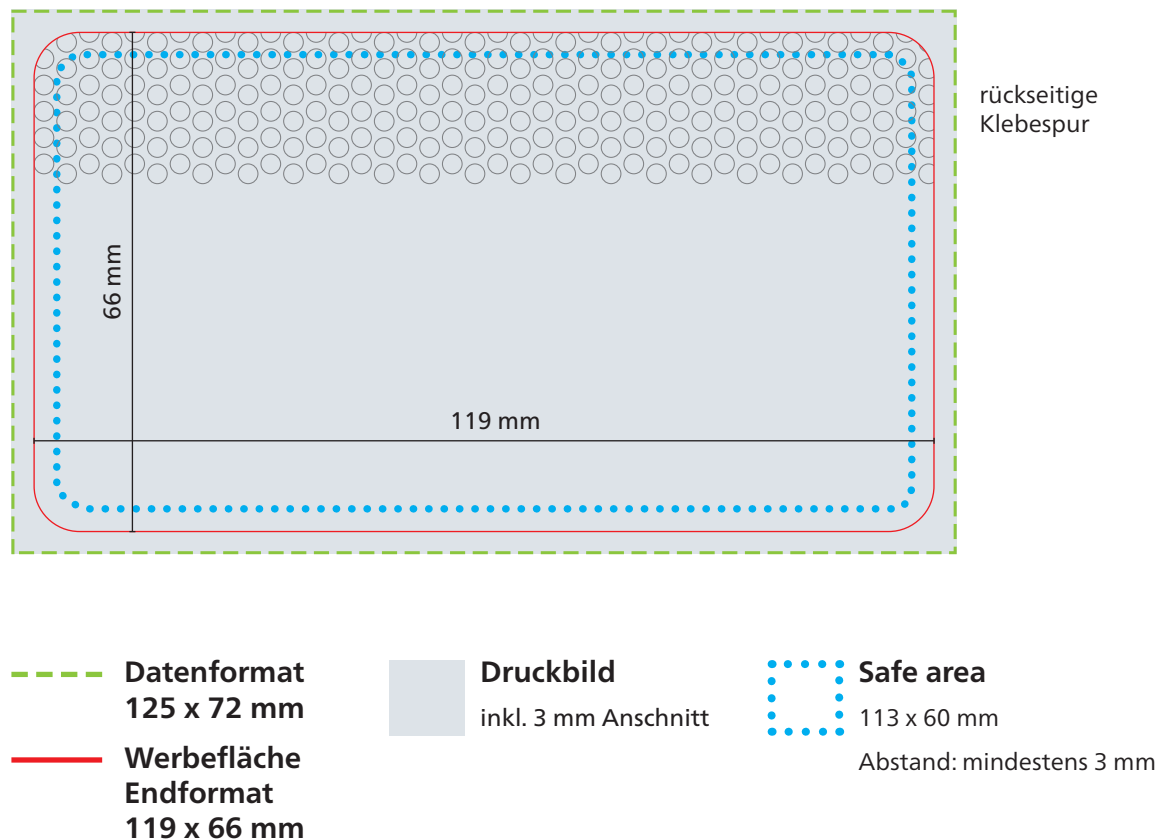 rückseitige
Klebespur
66 mm
119 mm
Datenformat
125 x 72 mm
Werbefläche
Endformat
119 x 66 mm
Druckbild
inkl. 3 mm Anschnitt
Safe area
113 x 60 mm
Abstand: mindestens 3 mm